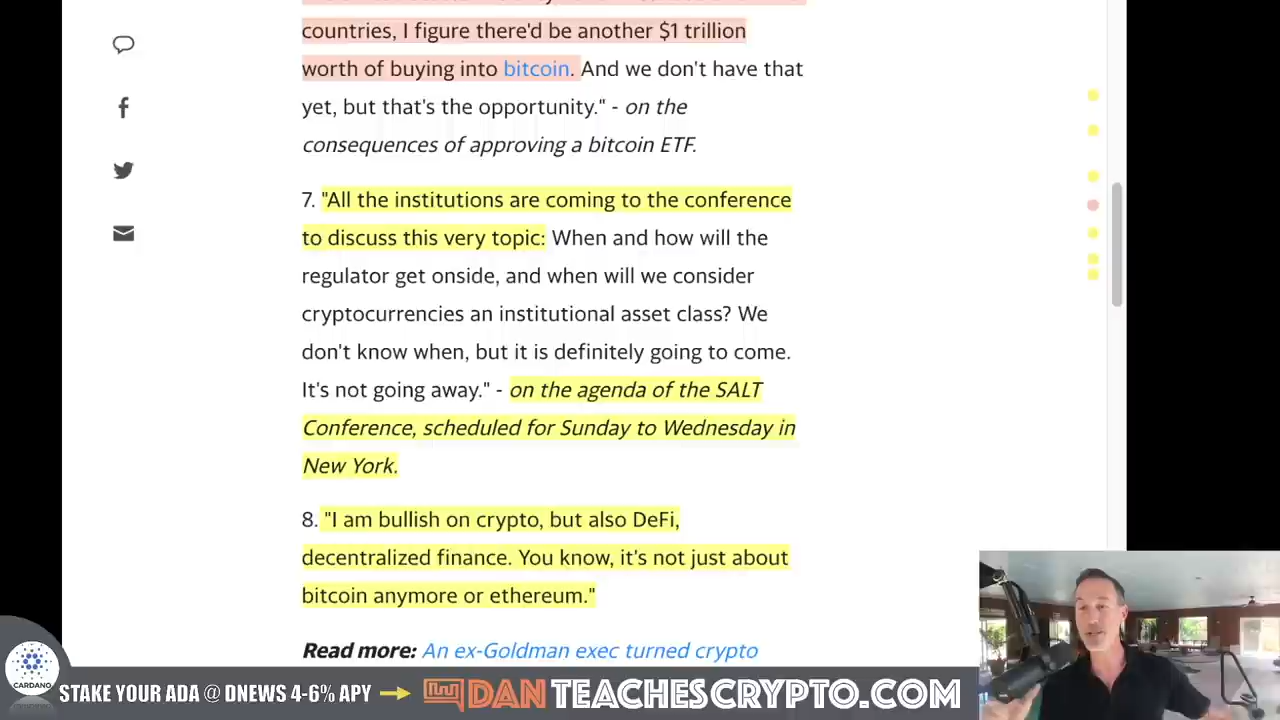 countries, I figure there'd be another $1 trillion
worth of buying into bitcoin. And we don't have that
yet, but that's the opportunity." - on the
consequences of approving a bitcoin ETF.
7. "All the institutions are coming to the conference
to discuss this very topic: When and how will the
regulator get onside, and when will we consider
cryptocurrencies an institutional asset class? We
don't know when, but it is definitely going to come.
It's not going away." - on the agenda of the SALT
Conference, scheduled for Sunday to Wednesday in
New York.
8. "I am bullish on crypto, but also DeFi,
decentralized finance. You know, it's not just about
bitcoin anymore or ethereum."
Read more: An ex-Goldman exec turned crypto
CARDANO
STAKE YOUR ADA @ DNEWS 4-6% APY
DANTEACHESCRYPTO.COM